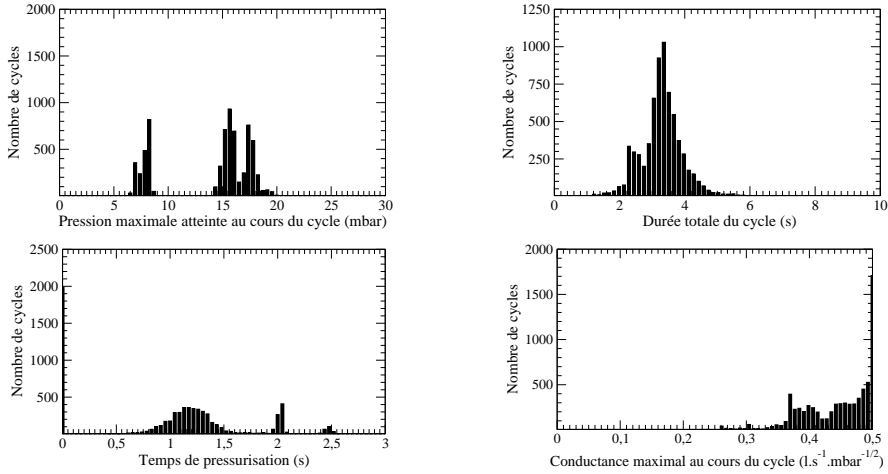 2000
1500
1000
500
0 5 10 15 20 25 30
Nombre de cycles
Pression maximale atteinte au cours du cycle (mbar)
1250
1000
750
500
250
0 2 4 6 8 10
Nombre de cycles
Durée totale du cycle (s)
2500
2000
1500
1000
500
0 0,5 1 1,5 2 2,5 3
Nombre de cycles
Temps de pressurisation (s)
2000
1500
1000
500
0 0,1 0,2 0,3 0,4 0,5
Nombre de cycles
Conductance maximal au cours du cycle (l.s⁻¹.mbar⁻¹/²)